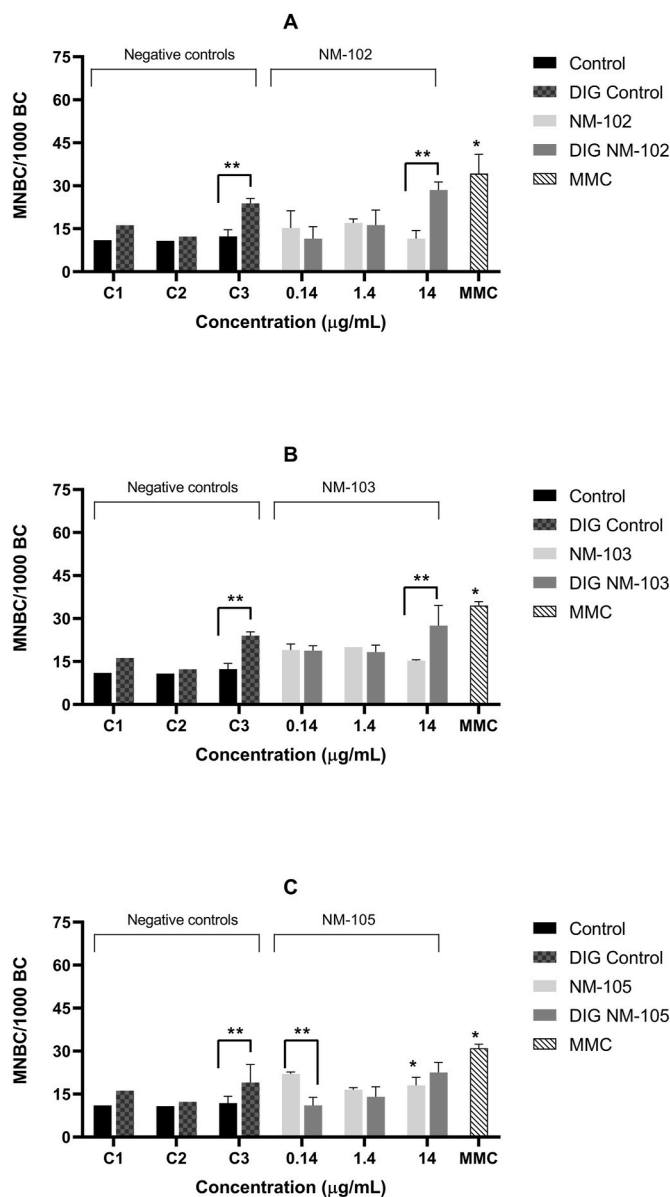 A
Negative controls NM-102
MNBC/1000 BC
75
60
45
30
15
0
** ** *
C1 C2 C3 0.14 1.4 14 MMC
Concentration (μg/mL)
Control
DIG Control
NM-102
DIG NM-102
MMC
B
Negative controls NM-103
MNBC/1000 BC
75
60
45
30
15
0
** ** *
C1 C2 C3 0.14 1.4 14 MMC
Concentration (μg/mL)
Control
DIG Control
NM-103
DIG NM-103
MMC
C
Negative controls NM-105
MNBC/1000 BC
75
60
45
30
15
0
** ** * *
C1 C2 C3 0.14 1.4 14 MMC
Concentration (μg/mL)
Control
DIG Control
NM-105
DIG NM-105
MMC